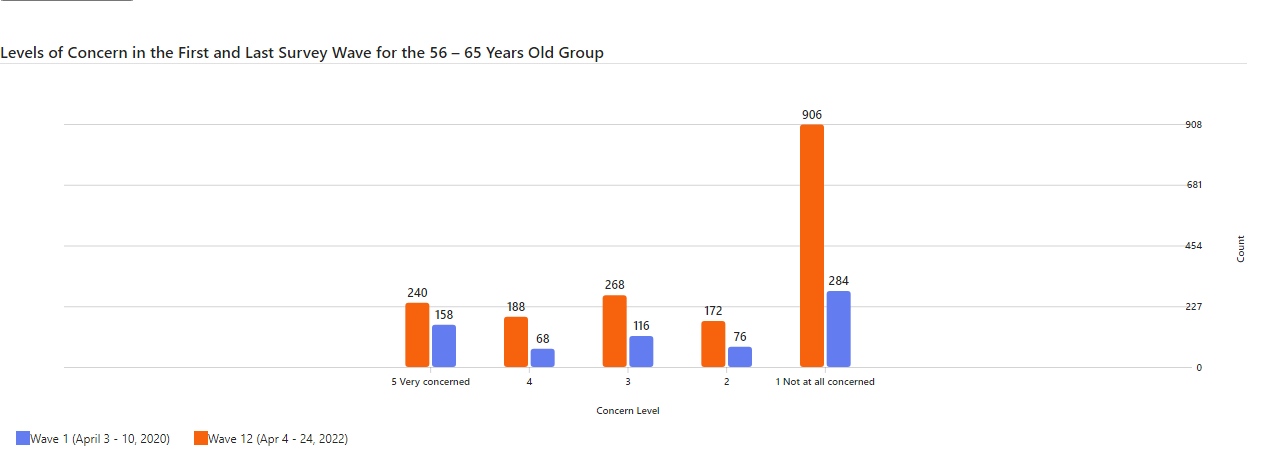 Levels of Concern in the First and Last Survey Wave for the 56 – 65 Years Old Group
906
908
681
454
Count
284
268
240
227
188
172
158
116
76
68
0
5 Very concerned
4
3
2
1 Not at all concerned
Concern Level
Wave 1 (April 3 - 10, 2020)
Wave 12 (Apr 4 - 24, 2022)